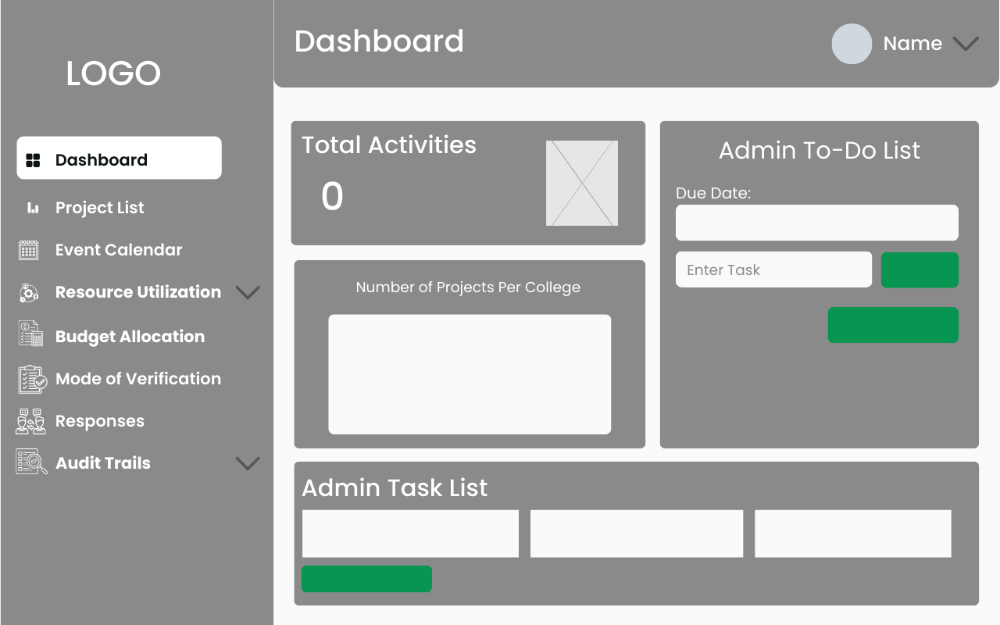 LOGO
Dashboard
Project List
Event Calendar
Resource Utilization
Budget Allocation
Mode of Verification
Responses
Audit Trails
Dashboard
Name
Total Activities
0
Number of Projects Per College
Admin To-Do List
Due Date:
Enter Task
Admin Task List